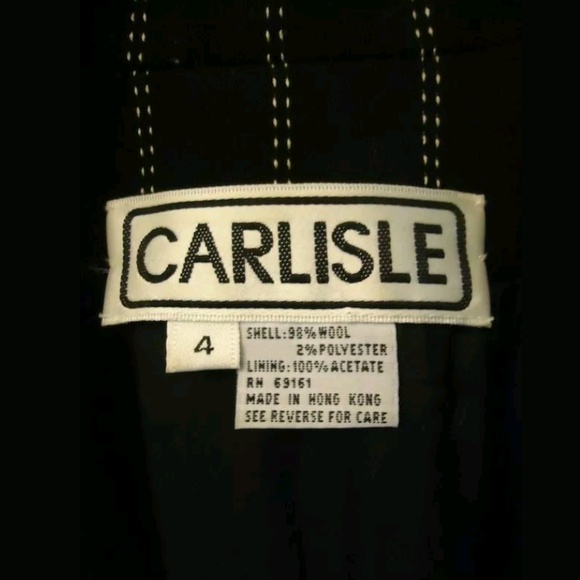 CARLISLE
4
SHELL:98% WOOL
2% POLYESTER
LINING:100% ACETATE
RN 69161
MADE IN HONG KONG
SEE REVERSE FOR CARE